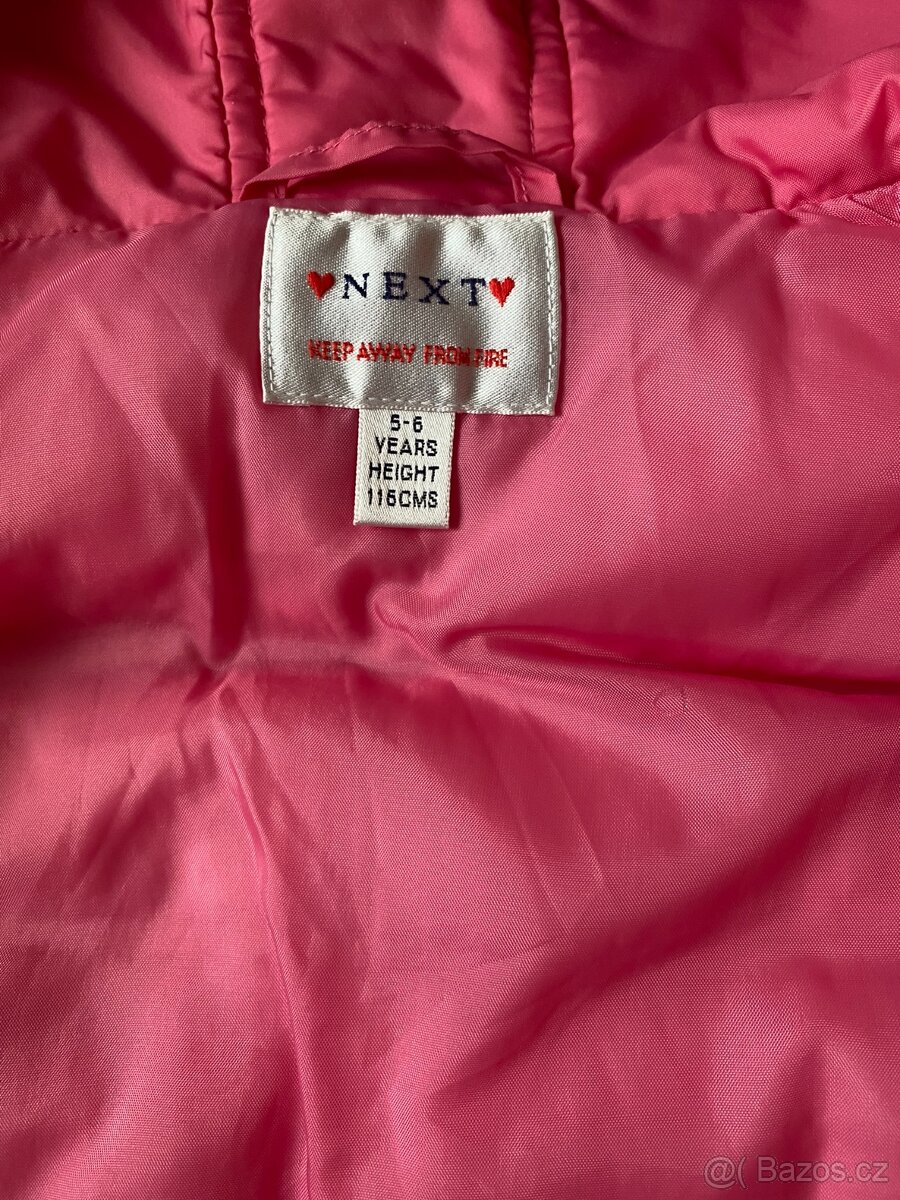 ♥NEXT♥
KEEP AWAY FROM FIRE
5-6
YEARS
HEIGHT
116CMS
@( Bazos.cz